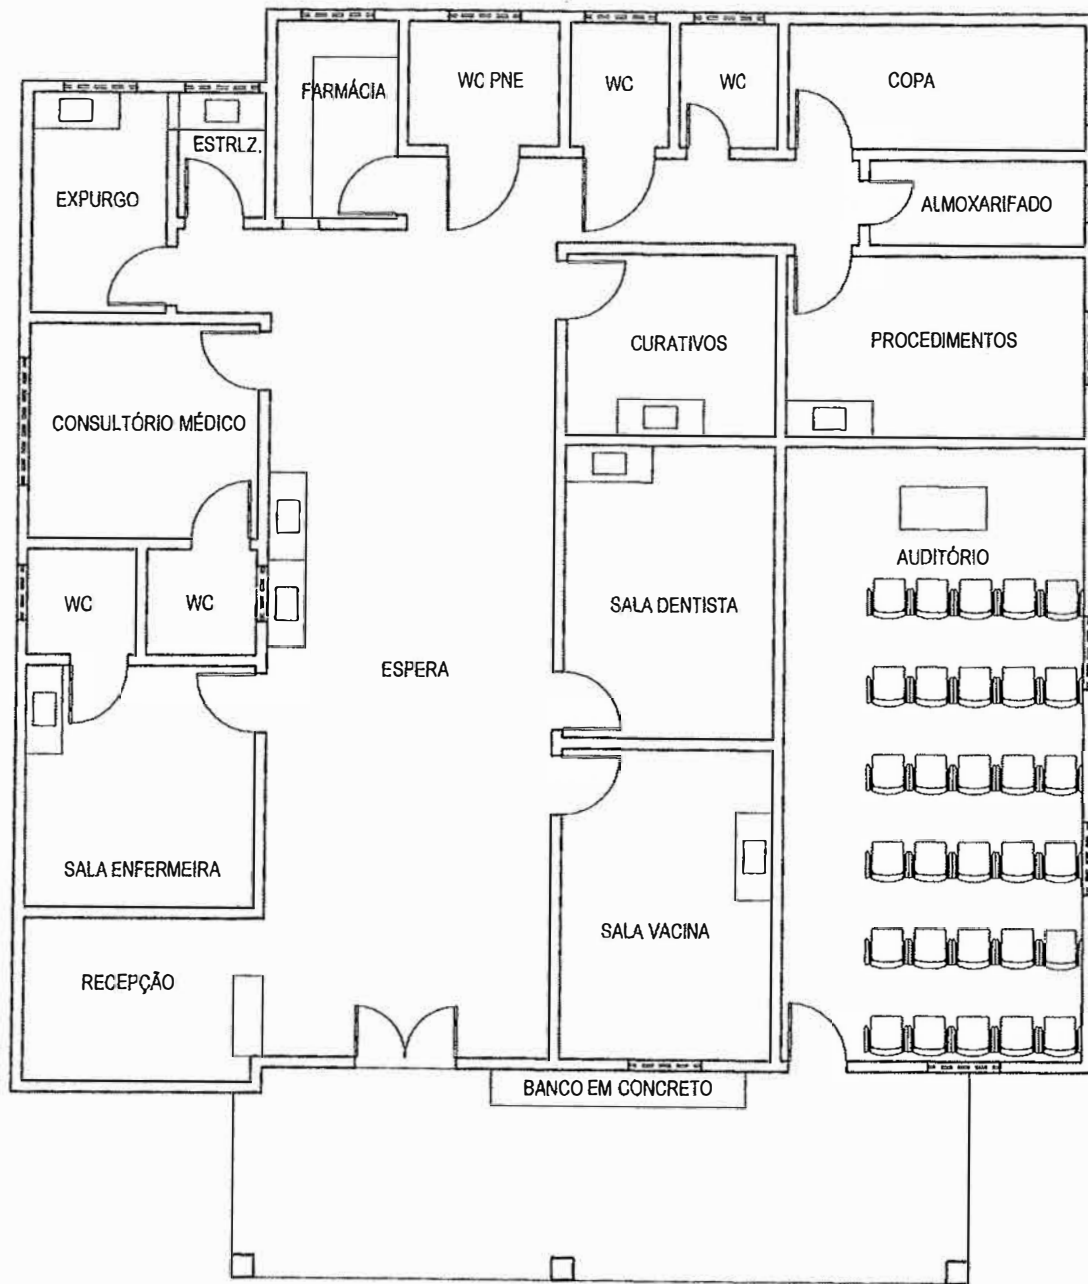 FARMÁCIA
WC PNE
WC
WC
COPA
ESTRLZ.
EXPURGO
ALMOXARIFADO
CURATIVOS
PROCEDIMENTOS
CONSULTÓRIO MÉDICO
AUDITÓRIO
WC
WC
SALA DENTISTA
ESPERA
SALA ENFERMEIRA
SALA VACINA
RECEPÇÃO
BANCO EM CONCRETO